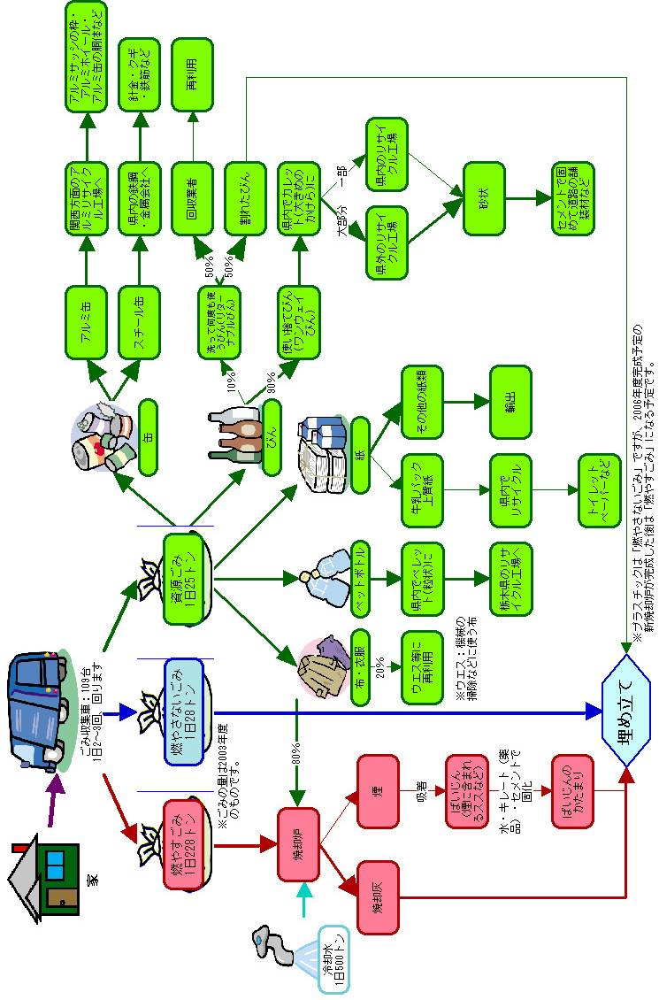 家
ごみ収集車：109台
1日2～3回、回ります
燃やすごみ
1日228トン
燃やさないごみ
1日28トン
資源ごみ
1日25トン
※ごみの量は2003年度
のものです。
冷却水
1日500トン
焼却炉
80%
焼却灰
煙
吸着
ばいじん
（煙に含まれ
るススなど）
水・キレート（薬
品）・セメントで
固化
ばいじんの
かたまり
埋め立て
布・衣服
20%
ウエス等に
再利用
※ウエス：機械の
掃除などに使う布
ペットボトル
県内でペレッ
ト（粒状）に
栃木県のリサ
イクル工場へ
紙
牛乳パック
上質紙
県内で
リサイクル
トイレット
ペーパーなど
その他の紙類
輸出
びん
10%
90%
洗って何度も使
うびん（リター
ナブルびん）
50%
50%
回収業者
再利用
割れたびん
使い捨てびん
（ワンウェイ
びん）
県内でカレッ
ト（大きめの
かけら）に
大部分
一部
県外のリサイ
クル工場
県内のリサイ
クル工場
砂状
セメントで固
めて道路の舗
装材など
缶
アルミ缶
関西方面のア
ルミリサイク
ル工場へ
アルミサッシの枠・
アルミホイール・
アルミ缶の胴体など
スチール缶
県内の鉄鋼
・金属会社へ
針金・クギ
・鉄筋など
※プラスチックは「燃やさないごみ」ですが、2006年度完成予定の
新焼却炉が完成した後は「燃やすごみ」になる予定です。